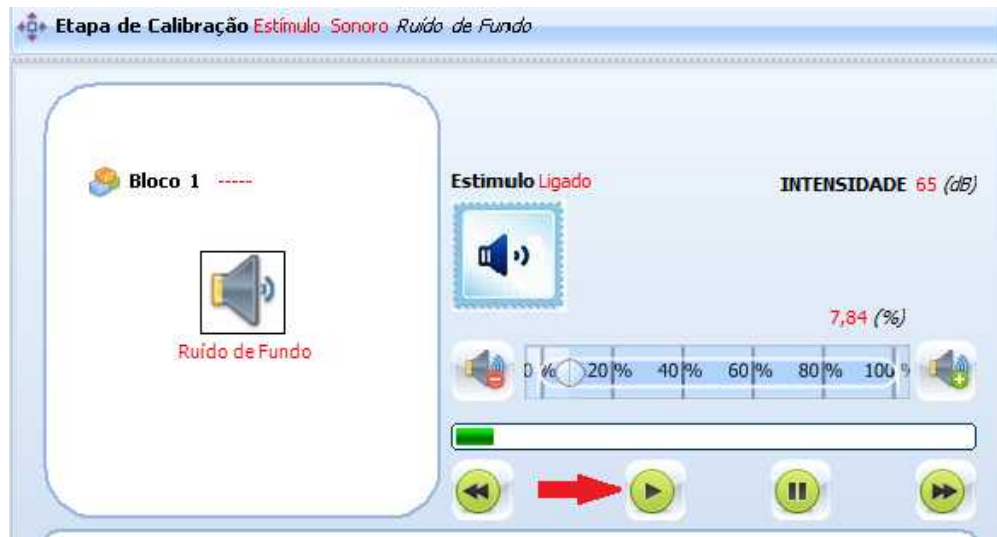 Etapa de Calibração Estímulo Sonoro Ruído de Fundo
Bloco 1 -----
Ruído de Fundo
Estimulo Ligado
INTENSIDADE 65 (dB)
7,84 (%)
0 % 20 % 40 % 60 % 80 % 100 %